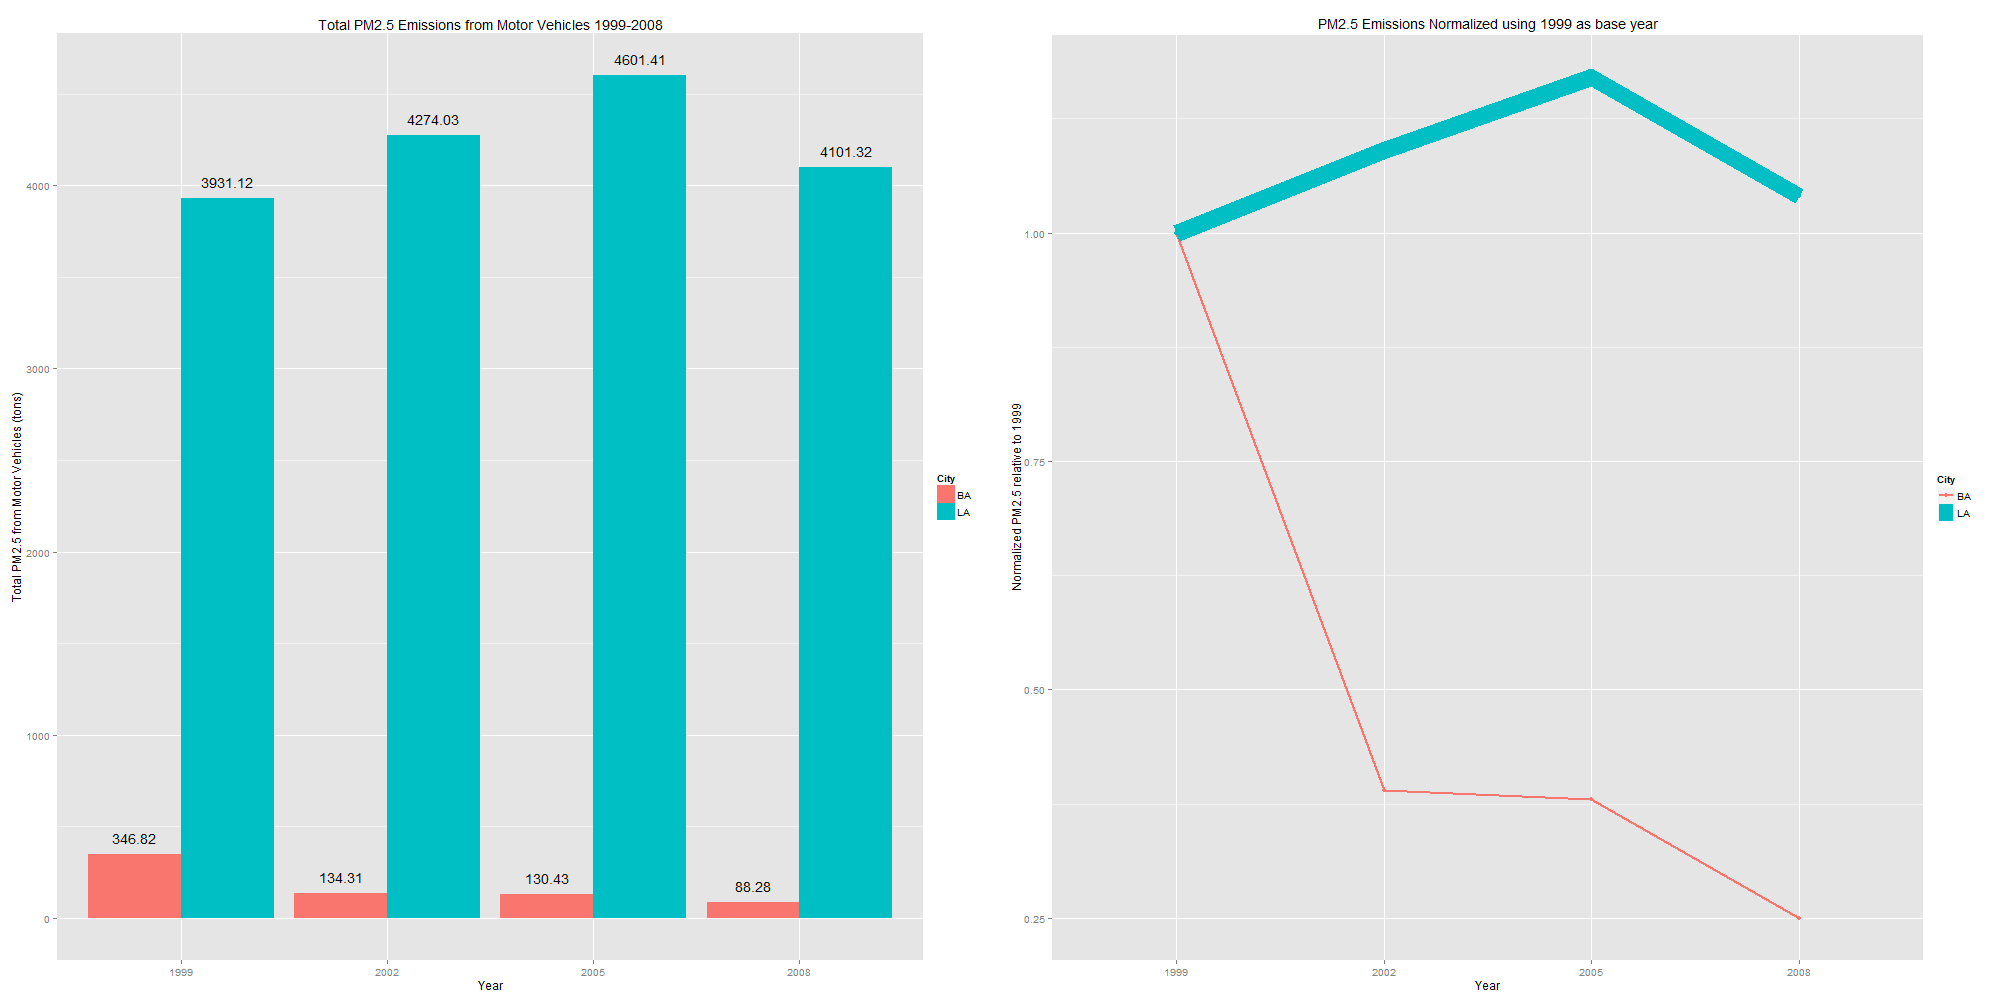 Total PM2.5 Emissions from Motor Vehicles 1999-2008
Total PM2.5 from Motor Vehicles (tons)
4000
3000
2000
1000
0
346.82
3931.12
134.31
4274.03
130.43
4601.41
88.28
4101.32
1999
2002
2005
2008
Year
City
BA
LA
PM2.5 Emissions Normalized using 1999 as base year
Normalized PM2.5 relative to 1999
1.00
0.75
0.50
0.25
1999
2002
2005
2008
Year
City
BA
LA